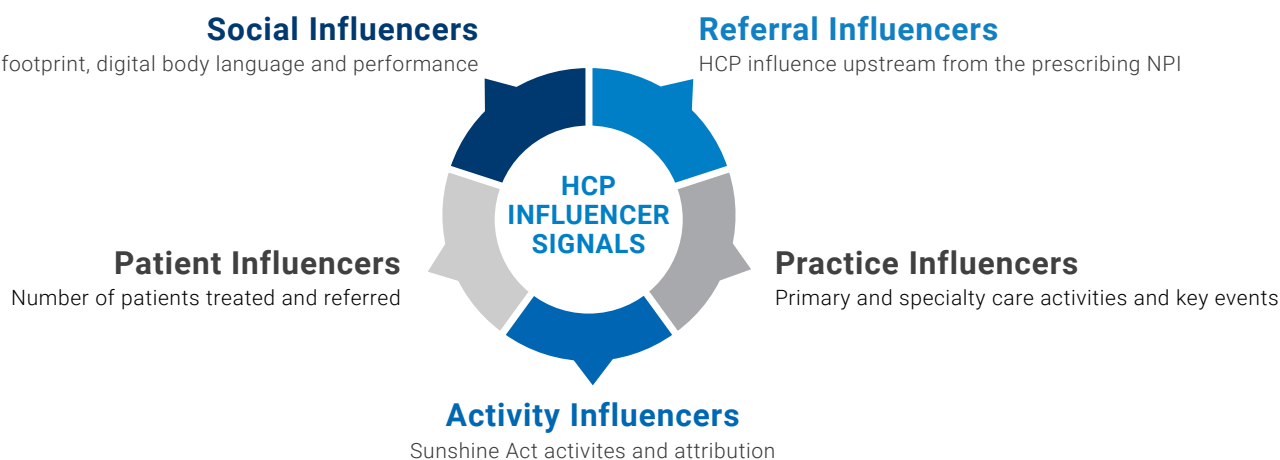 Social Influencers
footprint, digital body language and performance
Referral Influencers
HCP influence upstream from the prescribing NPI
HCP
INFLUENCER
SIGNALS
Patient Influencers
Number of patients treated and referred
Practice Influencers
Primary and specialty care activities and key events
Activity Influencers
Sunshine Act activites and attribution